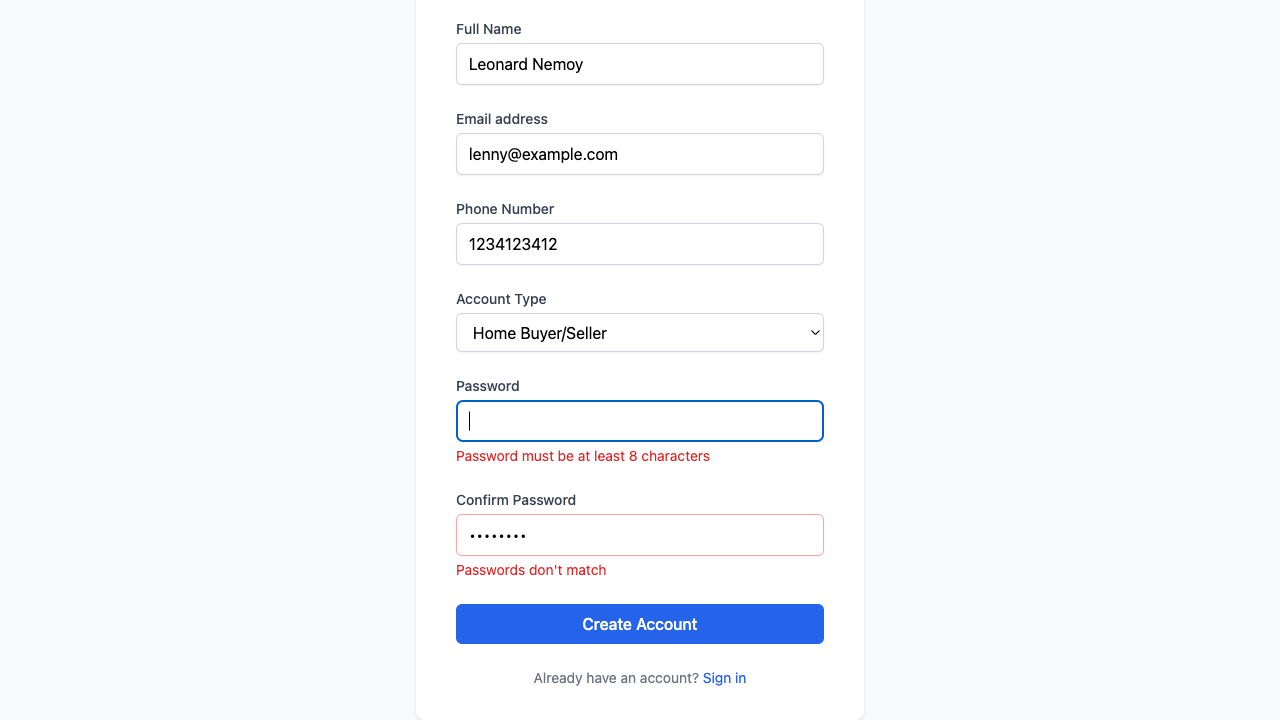 Full Name
Leonard Nemoy
Email address
lenny@example.com
Phone Number
1234123412
Account Type
Home Buyer/Seller
Password
Password must be at least 8 characters
Confirm Password
••••••••
Passwords don't match
Create Account
Already have an account? Sign in